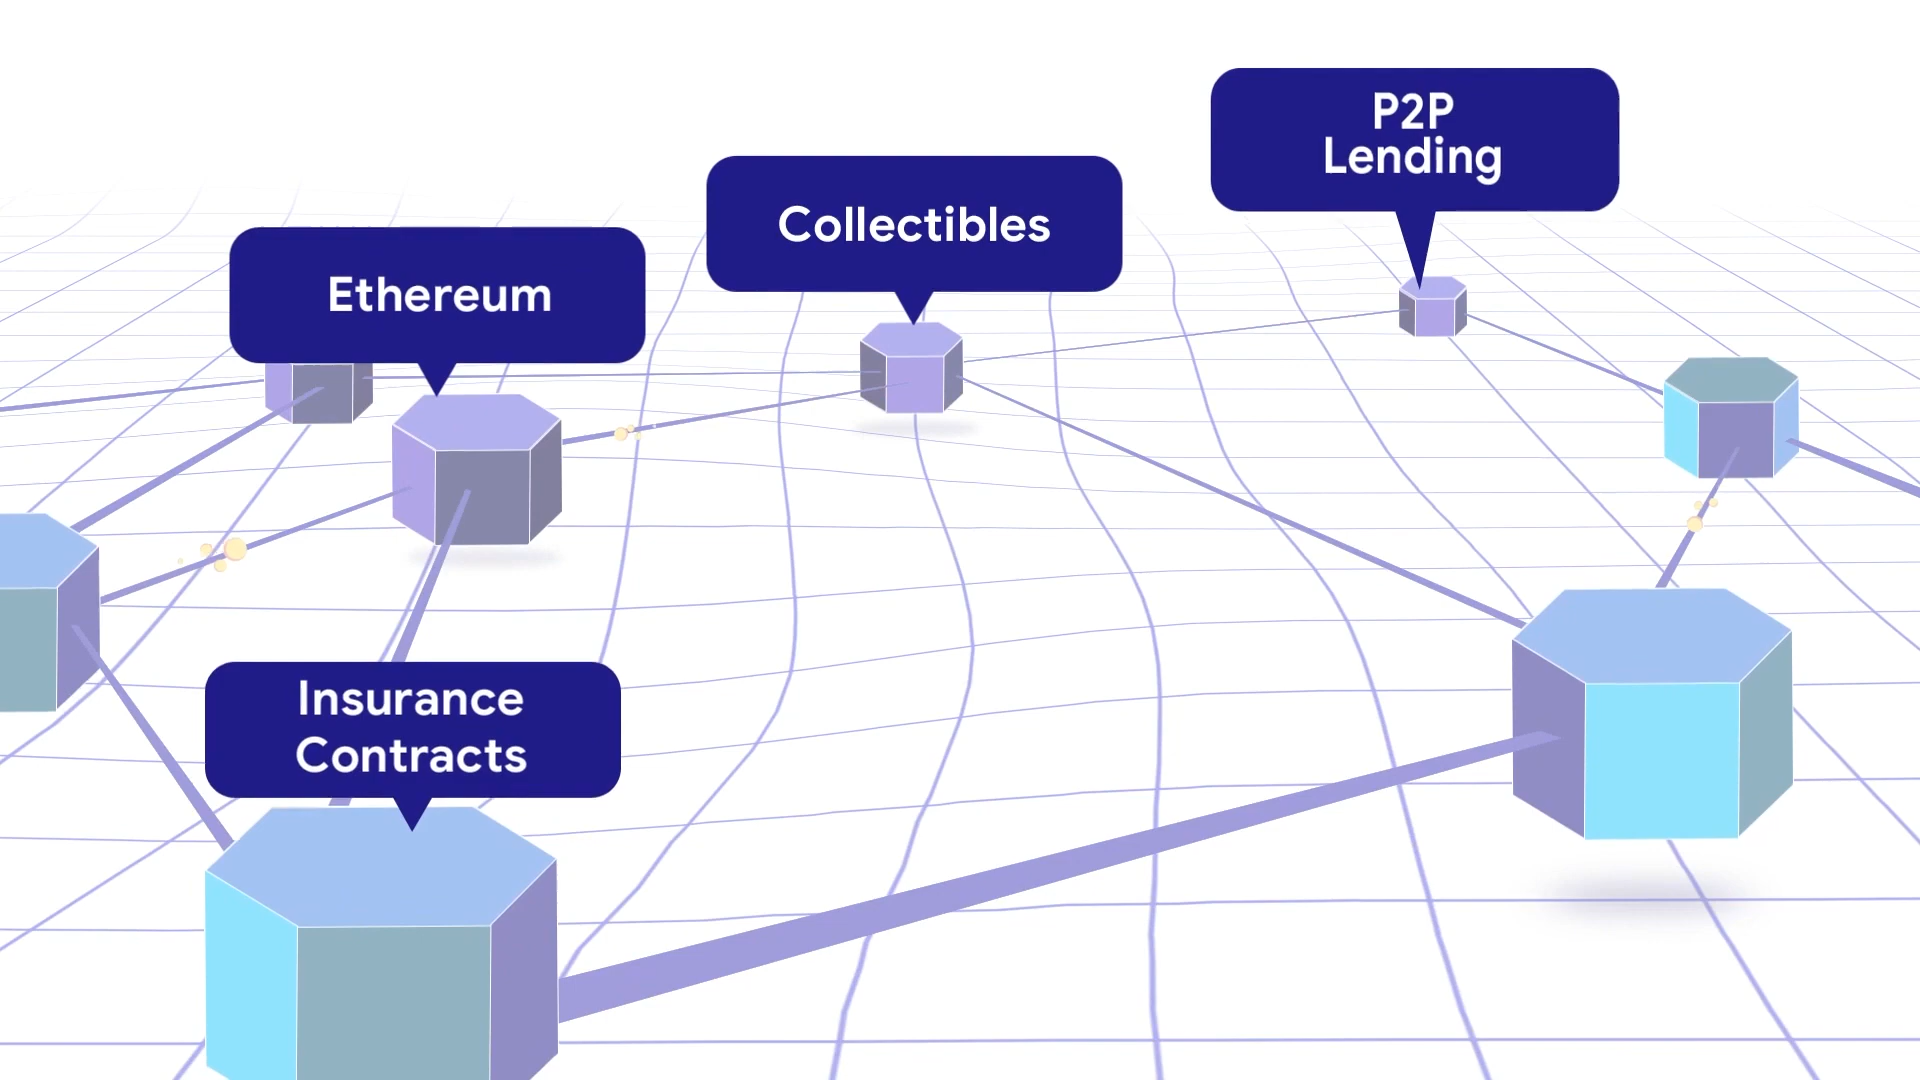 P2P
Lending
Collectibles
Ethereum
Insurance
Contracts